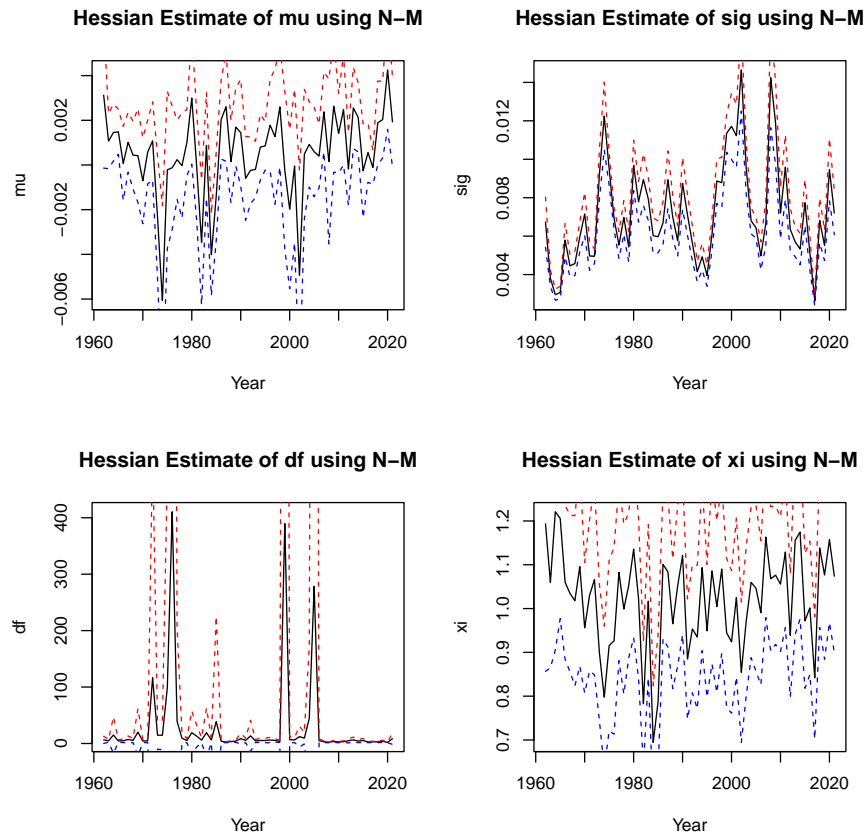 Hessian Estimate of mu using N−M
mu
0.002
−0.002
−0.006
1960 1980 2000 2020
Year
Hessian Estimate of sig using N−M
sig
0.012
0.008
0.004
1960 1980 2000 2020
Year
Hessian Estimate of df using N−M
df
400
300
200
100
0
1960 1980 2000 2020
Year
Hessian Estimate of xi using N−M
xi
1.2
1.1
1.0
0.9
0.8
0.7
1960 1980 2000 2020
Year